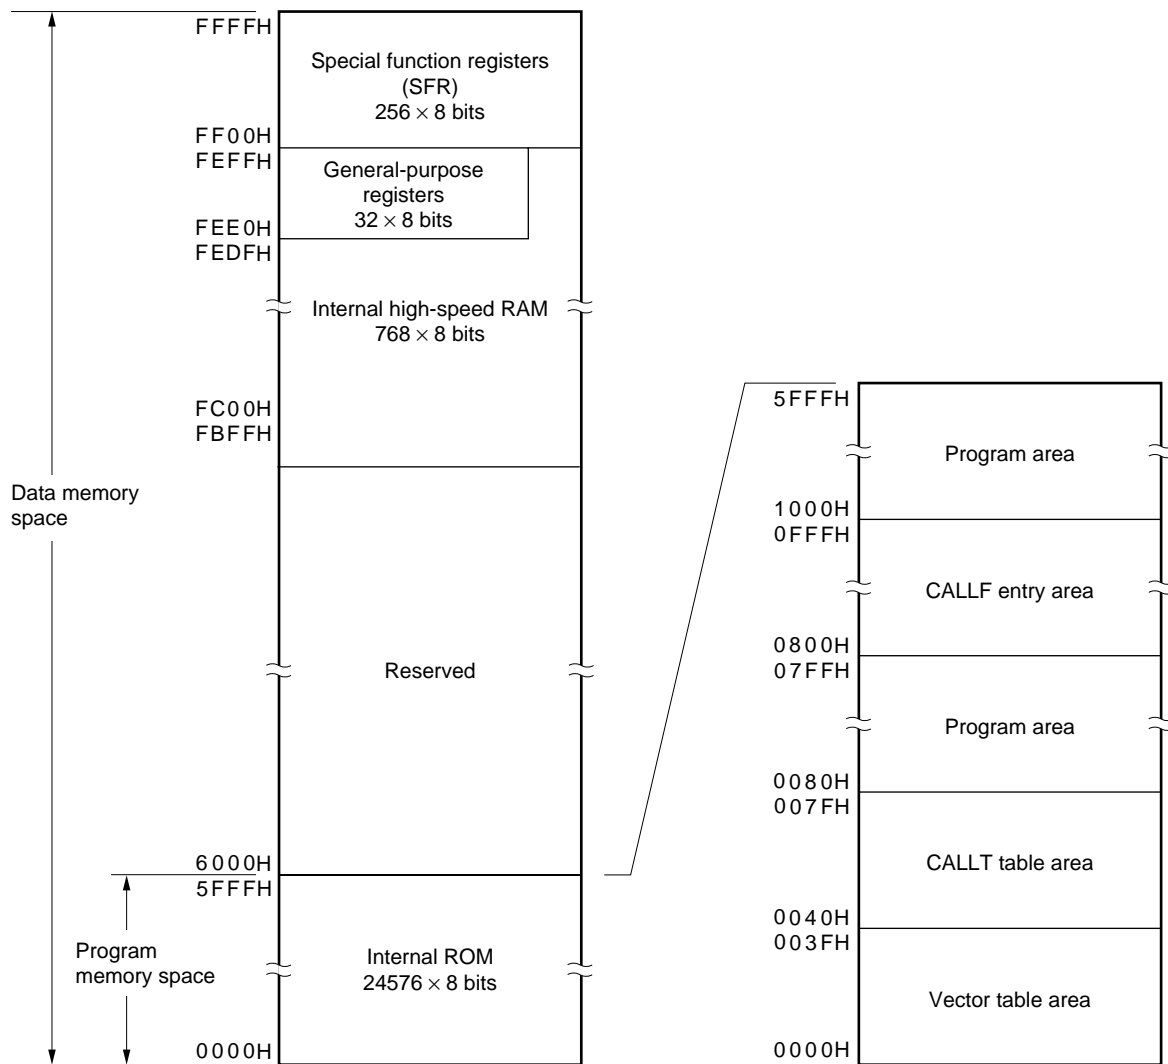 FFFFH
Special function registers
(SFR)
256 × 8 bits
FF00H
FEFFH
General-purpose
registers
32 × 8 bits
FEE0H
FEDFH
Internal high-speed RAM
768 × 8 bits
FC00H
FBFFH
Data memory
space
Reserved
6000H
5FFFH
Program
memory space
Internal ROM
24576 × 8 bits
0000H
5FFFH
Program area
1000H
0FFFH
CALLF entry area
0800H
07FFH
Program area
0080H
007FH
CALLT table area
0040H
003FH
Vector table area
0000H